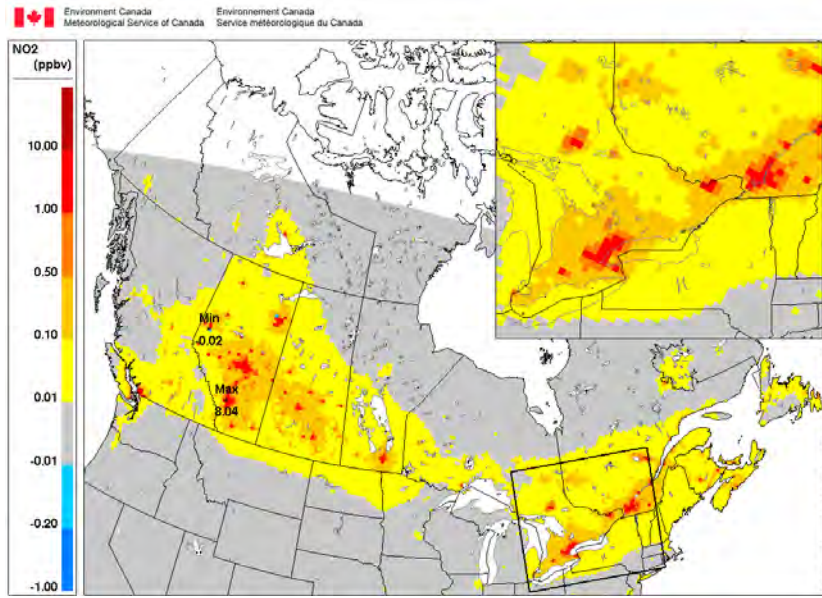 Environment Canada
Meteorological Service of Canada
Environnement Canada
Service météorologique du Canada
NO2
(ppbv)
10.00
1.00
0.50
0.10
0.01
-0.01
-0.20
-1.00
Min
-0.02
Max
8.04